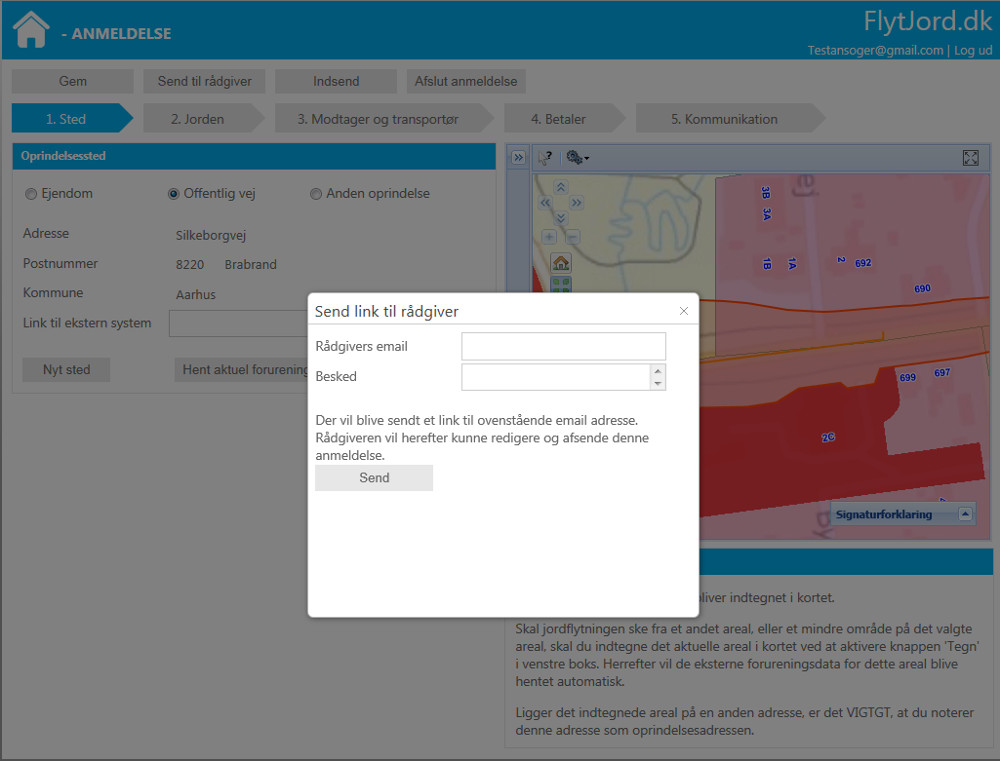 FlytJord.dk
- ANMELDELSE
Testansoger@gmail.com | Log ud
Gem
Send til rådgiver
Indsend
Afslut anmeldelse
1. Sted
2. Jorden
3. Modtager og transportør
4. Betaler
5. Kommunikation
Oprindelsessted
Ejendom
Offentlig vej
Anden oprindelse
Adresse
Silkeborgvej
Postnummer
8220 Brabrand
Kommune
Aarhus
Link til ekstern system
Nyt sted
Hent aktuel forurening
?
3B
3A
1B
1A
2
692
690
699
697
2C
Signaturforklaring
Send link til rådgiver
Rådgivers email
Besked
Der vil blive sendt et link til ovenstående email adresse.
Rådgiveren vil herefter kunne redigere og afsende denne
anmeldelse.
Send
bliver indtegnet i kortet.
Skal jordflytningen ske fra et andet areal, eller et mindre område på det valgte
areal, skal du indtegne det aktuelle areal i kortet ved at aktivere knappen 'Tegn'
i venstre boks. Herrefter vil de eksterne forureningsdata for dette areal blive
hentet automatisk.
Ligger det indtegnede areal på en anden adresse, er det VIGTGT, at du noterer
denne adresse som oprindelsesadressen.